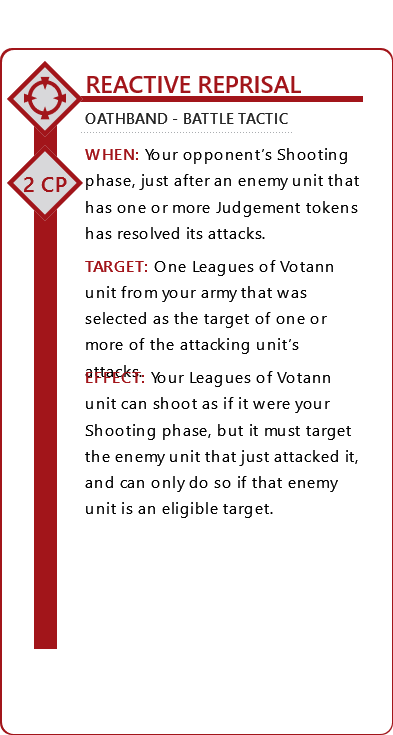 REACTIVE REPRISAL
OATHBAND - BATTLE TACTIC
2 CP
WHEN: Your opponent's Shooting
phase, just after an enemy unit that
has one or more Judgement tokens
has resolved its attacks.
TARGET: One Leagues of Votann
unit from your army that was
selected as the target of one or
more of the attacking unit's
attacks.
EFFECT: Your Leagues of Votann
unit can shoot as if it were your
Shooting phase, but it must target
the enemy unit that just attacked it,
and can only do so if that enemy
unit is an eligible target.